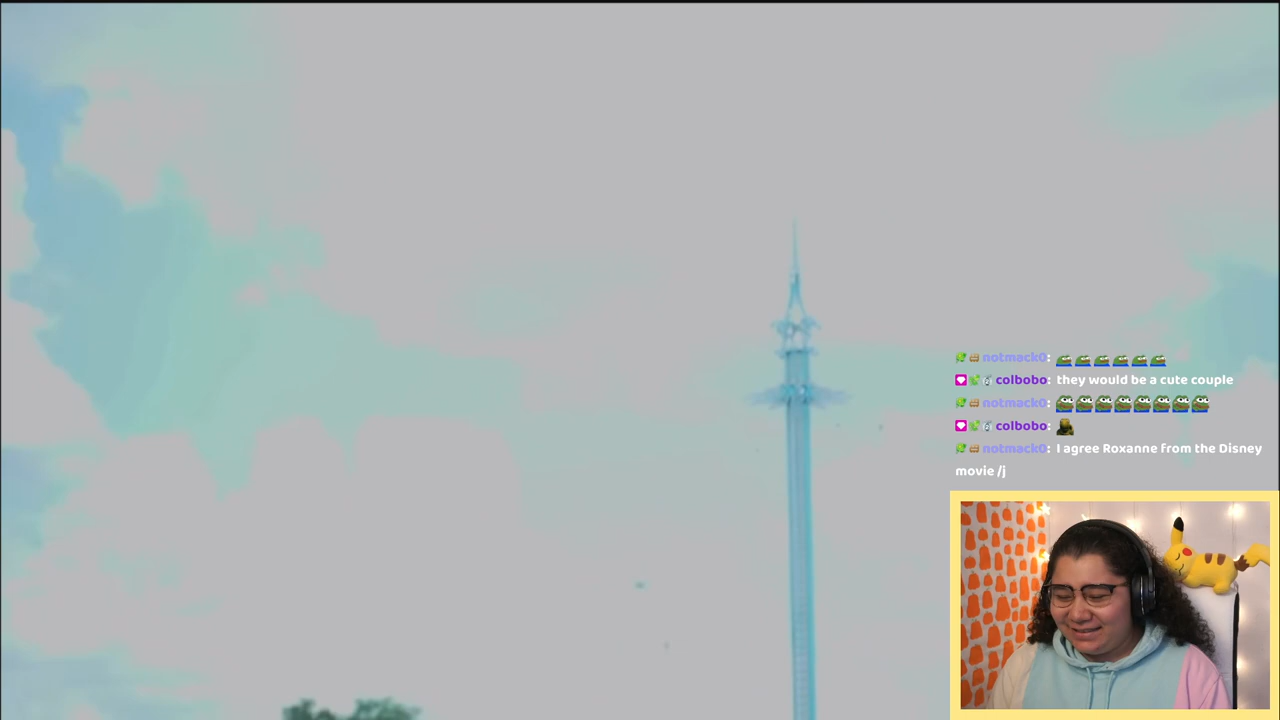 notmack0:
colbobo: they would be a cute couple
notmack0:
colbobo:
notmack0: I agree Roxanne from the Disney
movie /j